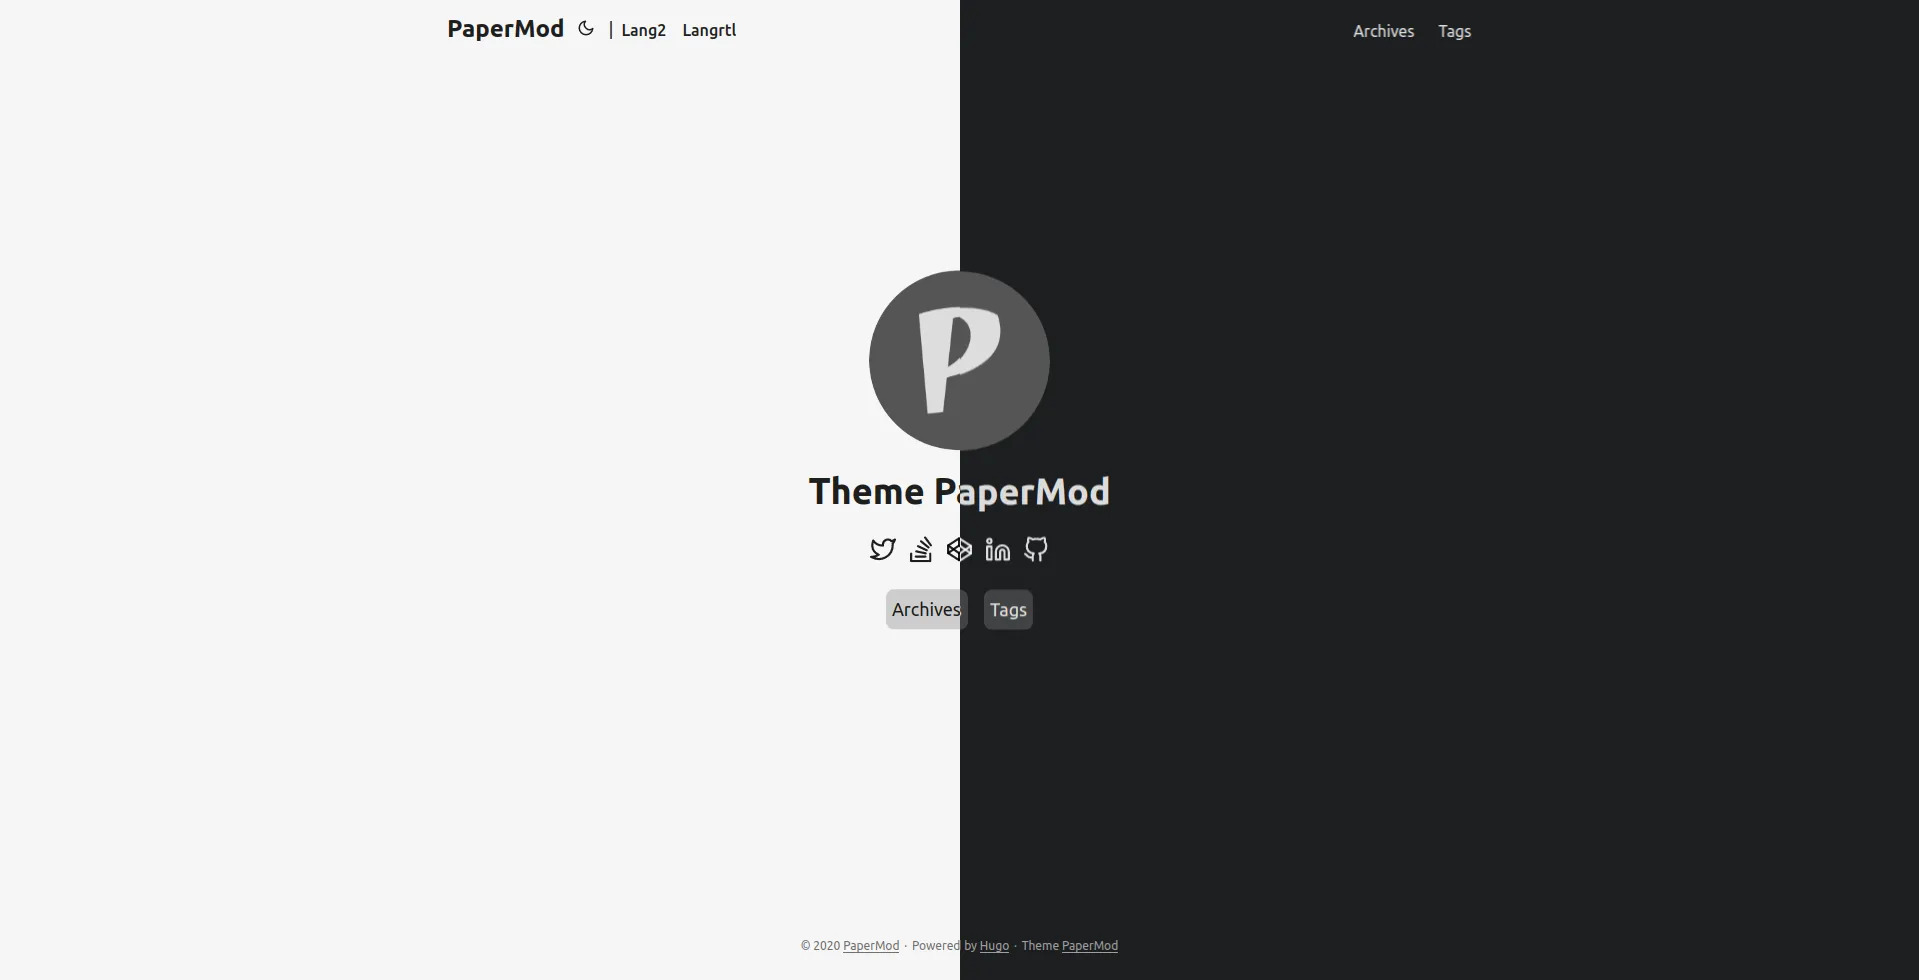 PaperMod | Lang2 Langrtl Archives Tags
P
Theme PaperMod
Archives Tags
© 2020 PaperMod · Powered by Hugo · Theme PaperMod